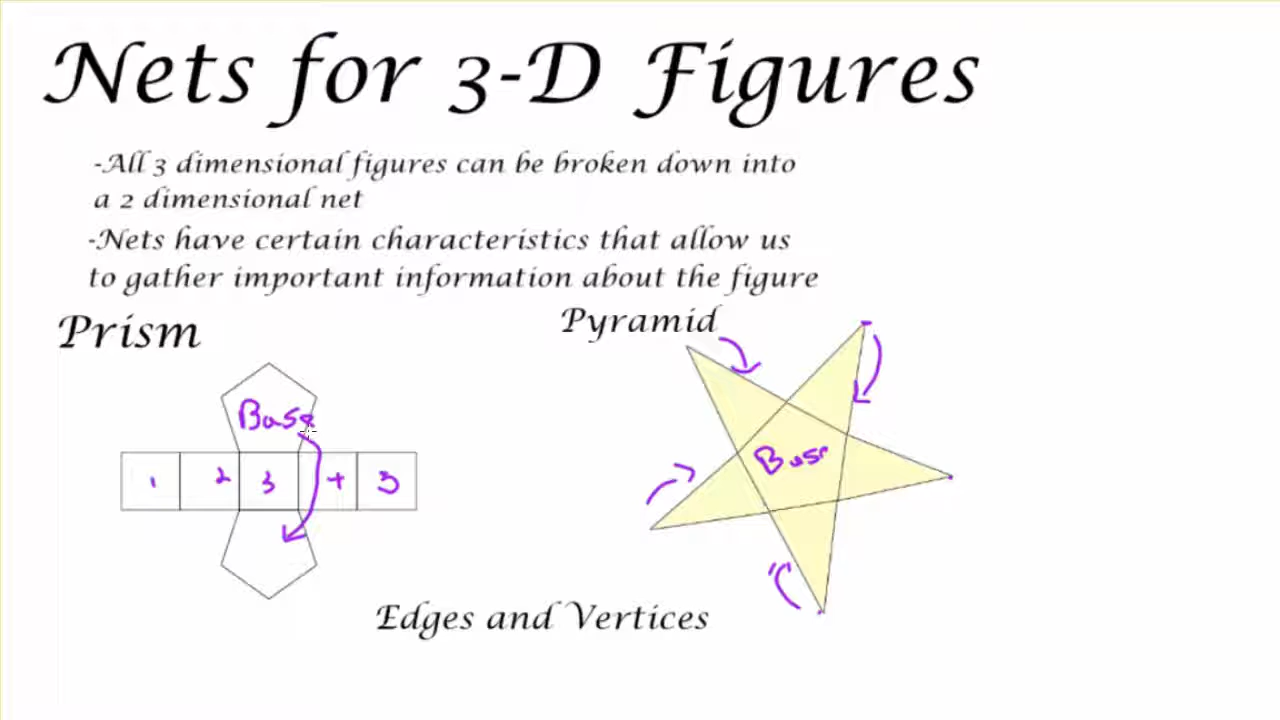 Nets for 3-D Figures
-All 3 dimensional figures can be broken down into
a 2 dimensional net
-Nets have certain characteristics that allow us
to gather important information about the figure
Prism
Pyramid
Base
1 2 3 4 5
Base
Edges and Vertices